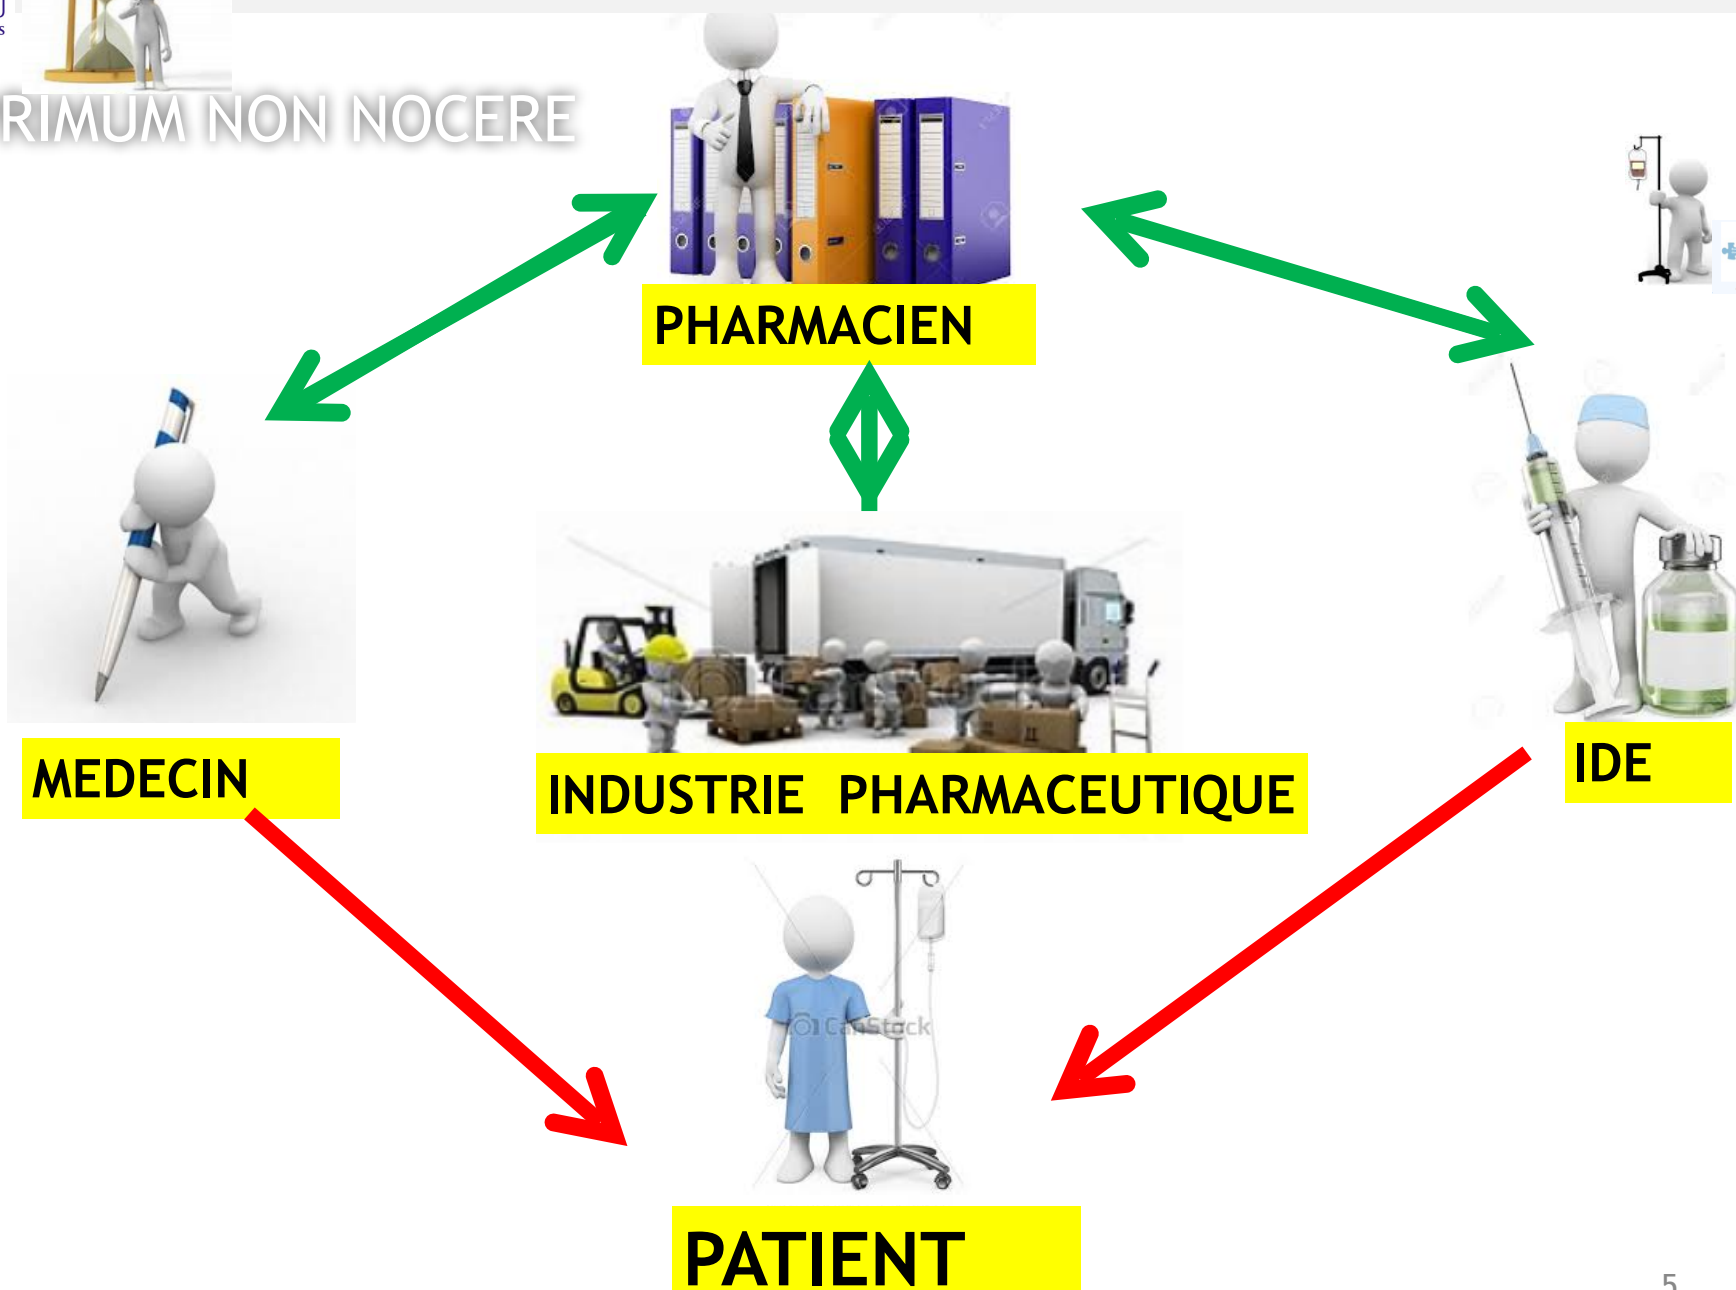 RIMUM NON NOCERE
PHARMACIEN
MEDECIN
INDUSTRIE PHARMACEUTIQUE
IDE
CanStock
PATIENT
5